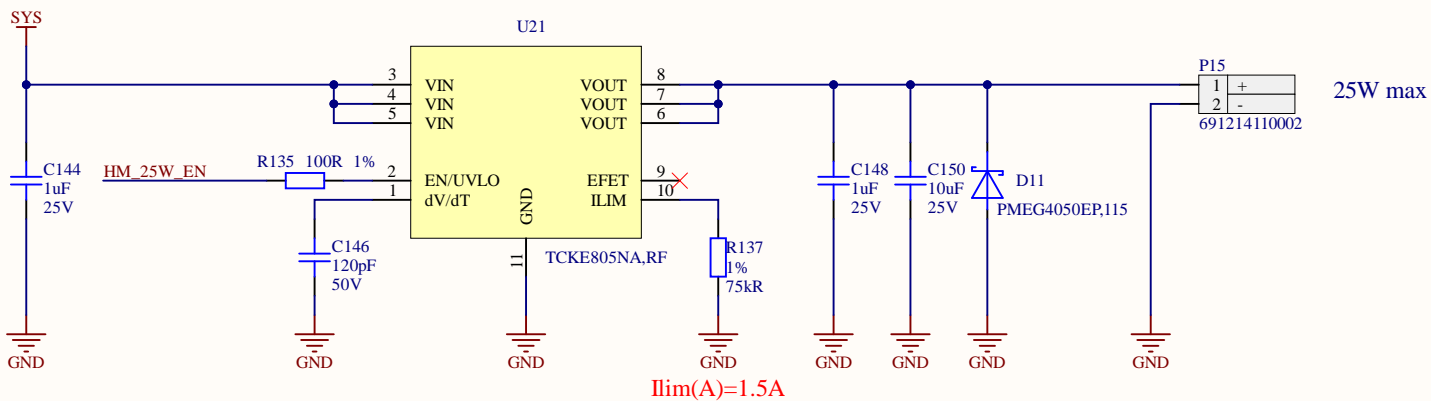 SYS
U21
3 VIN
4 VIN
5 VIN
VOUT 8
VOUT 7
VOUT 6
P15
1 +
2 -
691214110002
25W max
C144
1uF
25V
HM_25W_EN
R135 100R 1%
2 EN/UVLO
1 dV/dT
EFET 9
ILIM 10
GND
11
TCKE805NA,RF
C146
120pF
50V
R137
1%
75kR
C148
1uF
25V
C150
10uF
25V
D11
PMEG4050EP,115
GND
GND
GND
GND
GND
GND
GND
GND
Ilim(A)=1.5A